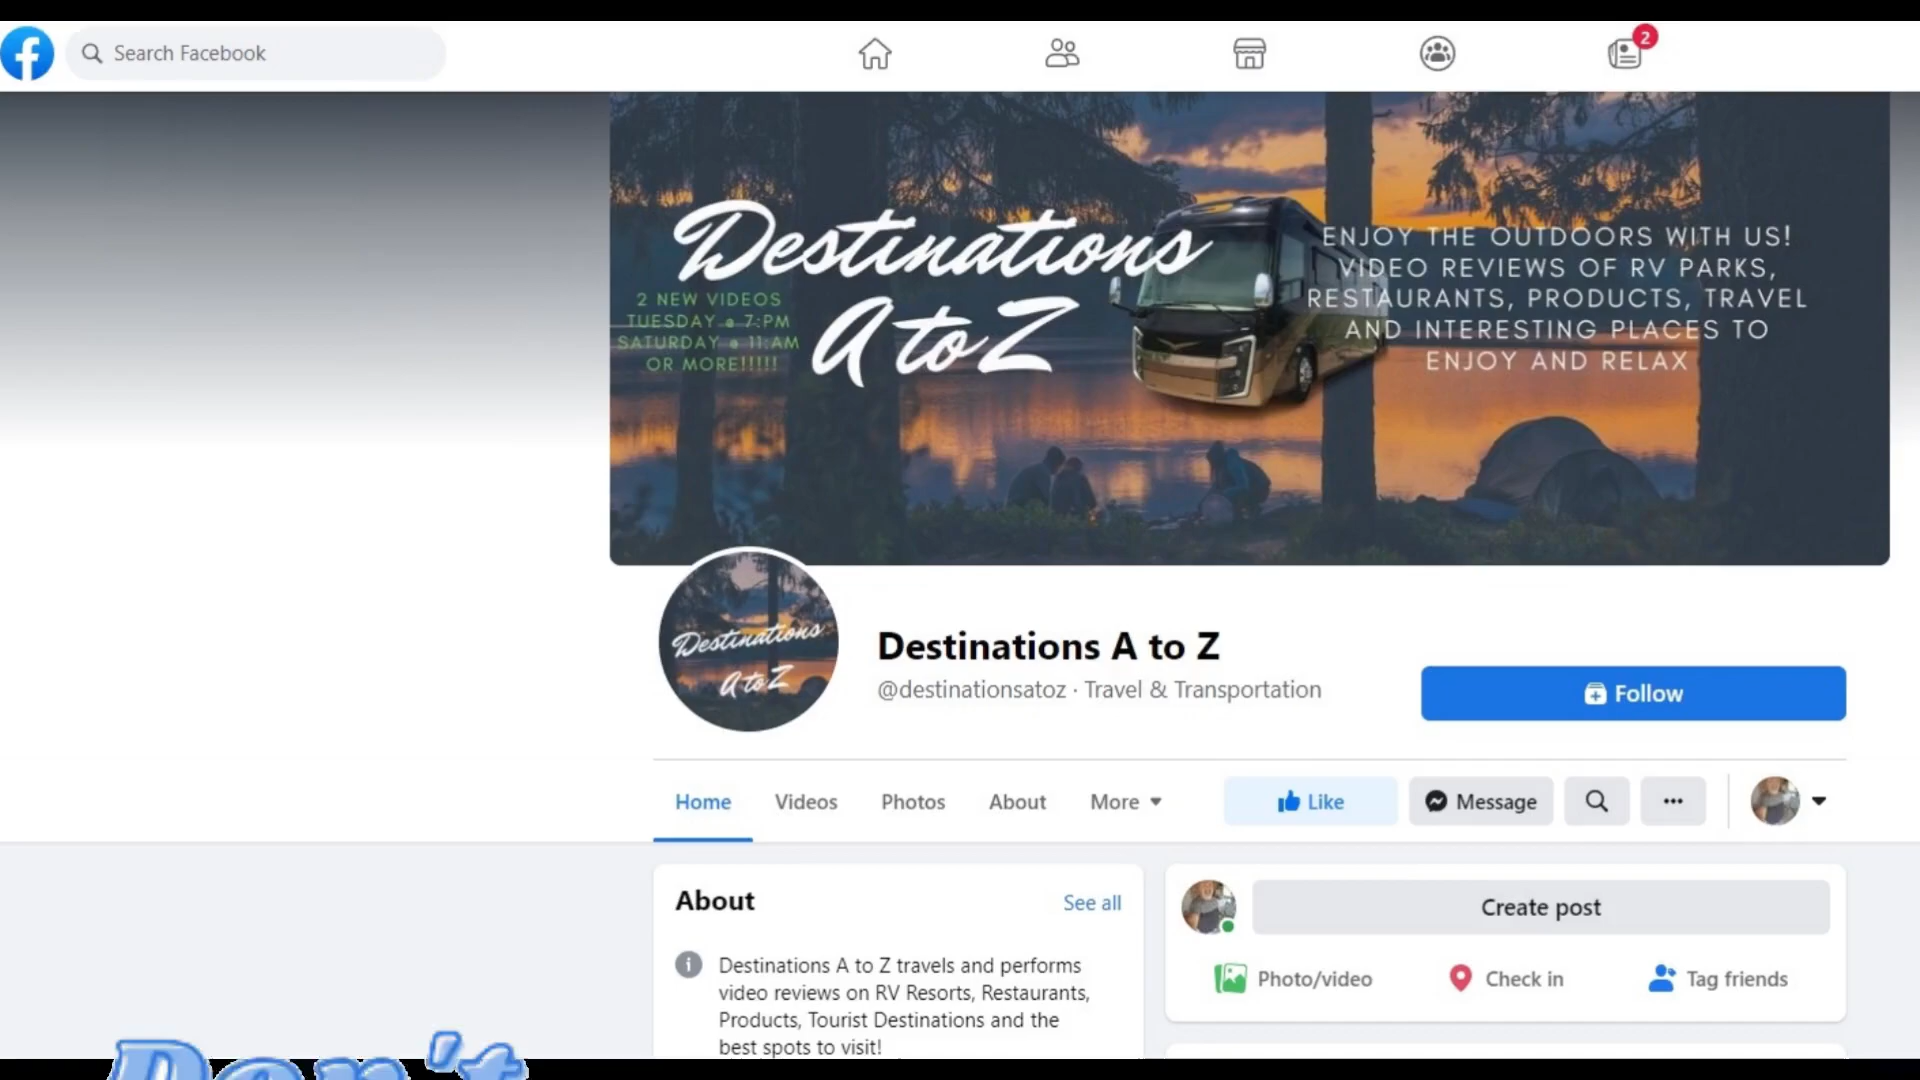 Search Facebook
2
Destinations
A to Z
2 NEW VIDEOS
TUESDAY @ 7:PM
SATURDAY @ 11:AM
OR MORE!!!!!
ENJOY THE OUTDOORS WITH US!
VIDEO REVIEWS OF RV PARKS,
RESTAURANTS, PRODUCTS, TRAVEL
AND INTERESTING PLACES TO
ENJOY AND RELAX
Destinations
A to Z
Destinations A to Z
@destinationsatoz · Travel & Transportation
Follow
Home Videos Photos About More
Like Message
About See all
Destinations A to Z travels and performs
video reviews on RV Resorts, Restaurants,
Products, Tourist Destinations and the
best spots to visit!
Create post
Photo/video Check in Tag friends
Don't